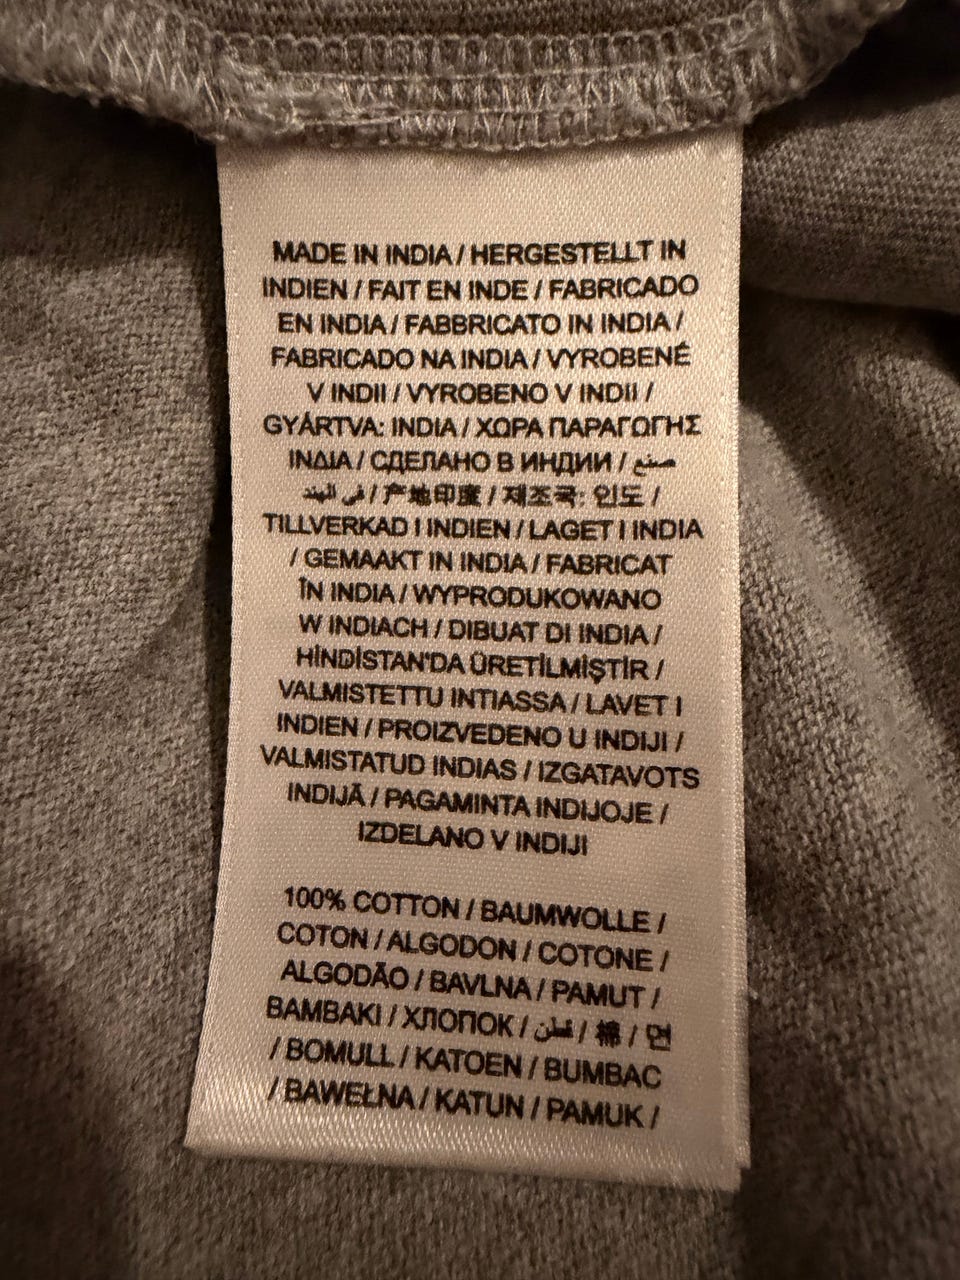 MADE IN INDIA / HERGESTELLT IN
INDIEN / FAIT EN INDE / FABRICADO
EN INDIA / FABBRICATO IN INDIA /
FABRICADO NA INDIA / VYROBENÉ
V INDII / VYROBENO V INDII /
GYÁRTVA: INDIA / ΧΩΡΑ ΠΑΡΑΓΩΓΗΣ
ΙΝΔΙΑ / СДЕЛАНО В ИНДИИ / صنع
في الهند / 产地印度 / 제조국: 인도 /
TILLVERKAD I INDIEN / LAGET I INDIA
/ GEMAAKT IN INDIA / FABRICAT
ÎN INDIA / WYPRODUKOWANO
W INDIACH / DIBUAT DI INDIA /
HİNDİSTAN'DA ÜRETİLMİŞTİR /
VALMISTETTU INTIASSA / LAVET I
INDIEN / PROIZVEDENO U INDIJI /
VALMISTATUD INDIAS / IZGATAVOTS
INDIJĀ / PAGAMINTA INDIJOJE /
IZDELANO V INDIJI
100% COTTON / BAUMWOLLE /
COTON / ALGODON / COTONE /
ALGODÃO / BAVLNA / PAMUT /
BAMBAKI / ХЛОПОК / قطن / 棉 / 면
/ BOMULL / KATOEN / BUMBAC
/ BAWEŁNA / KATUN / PAMUK /